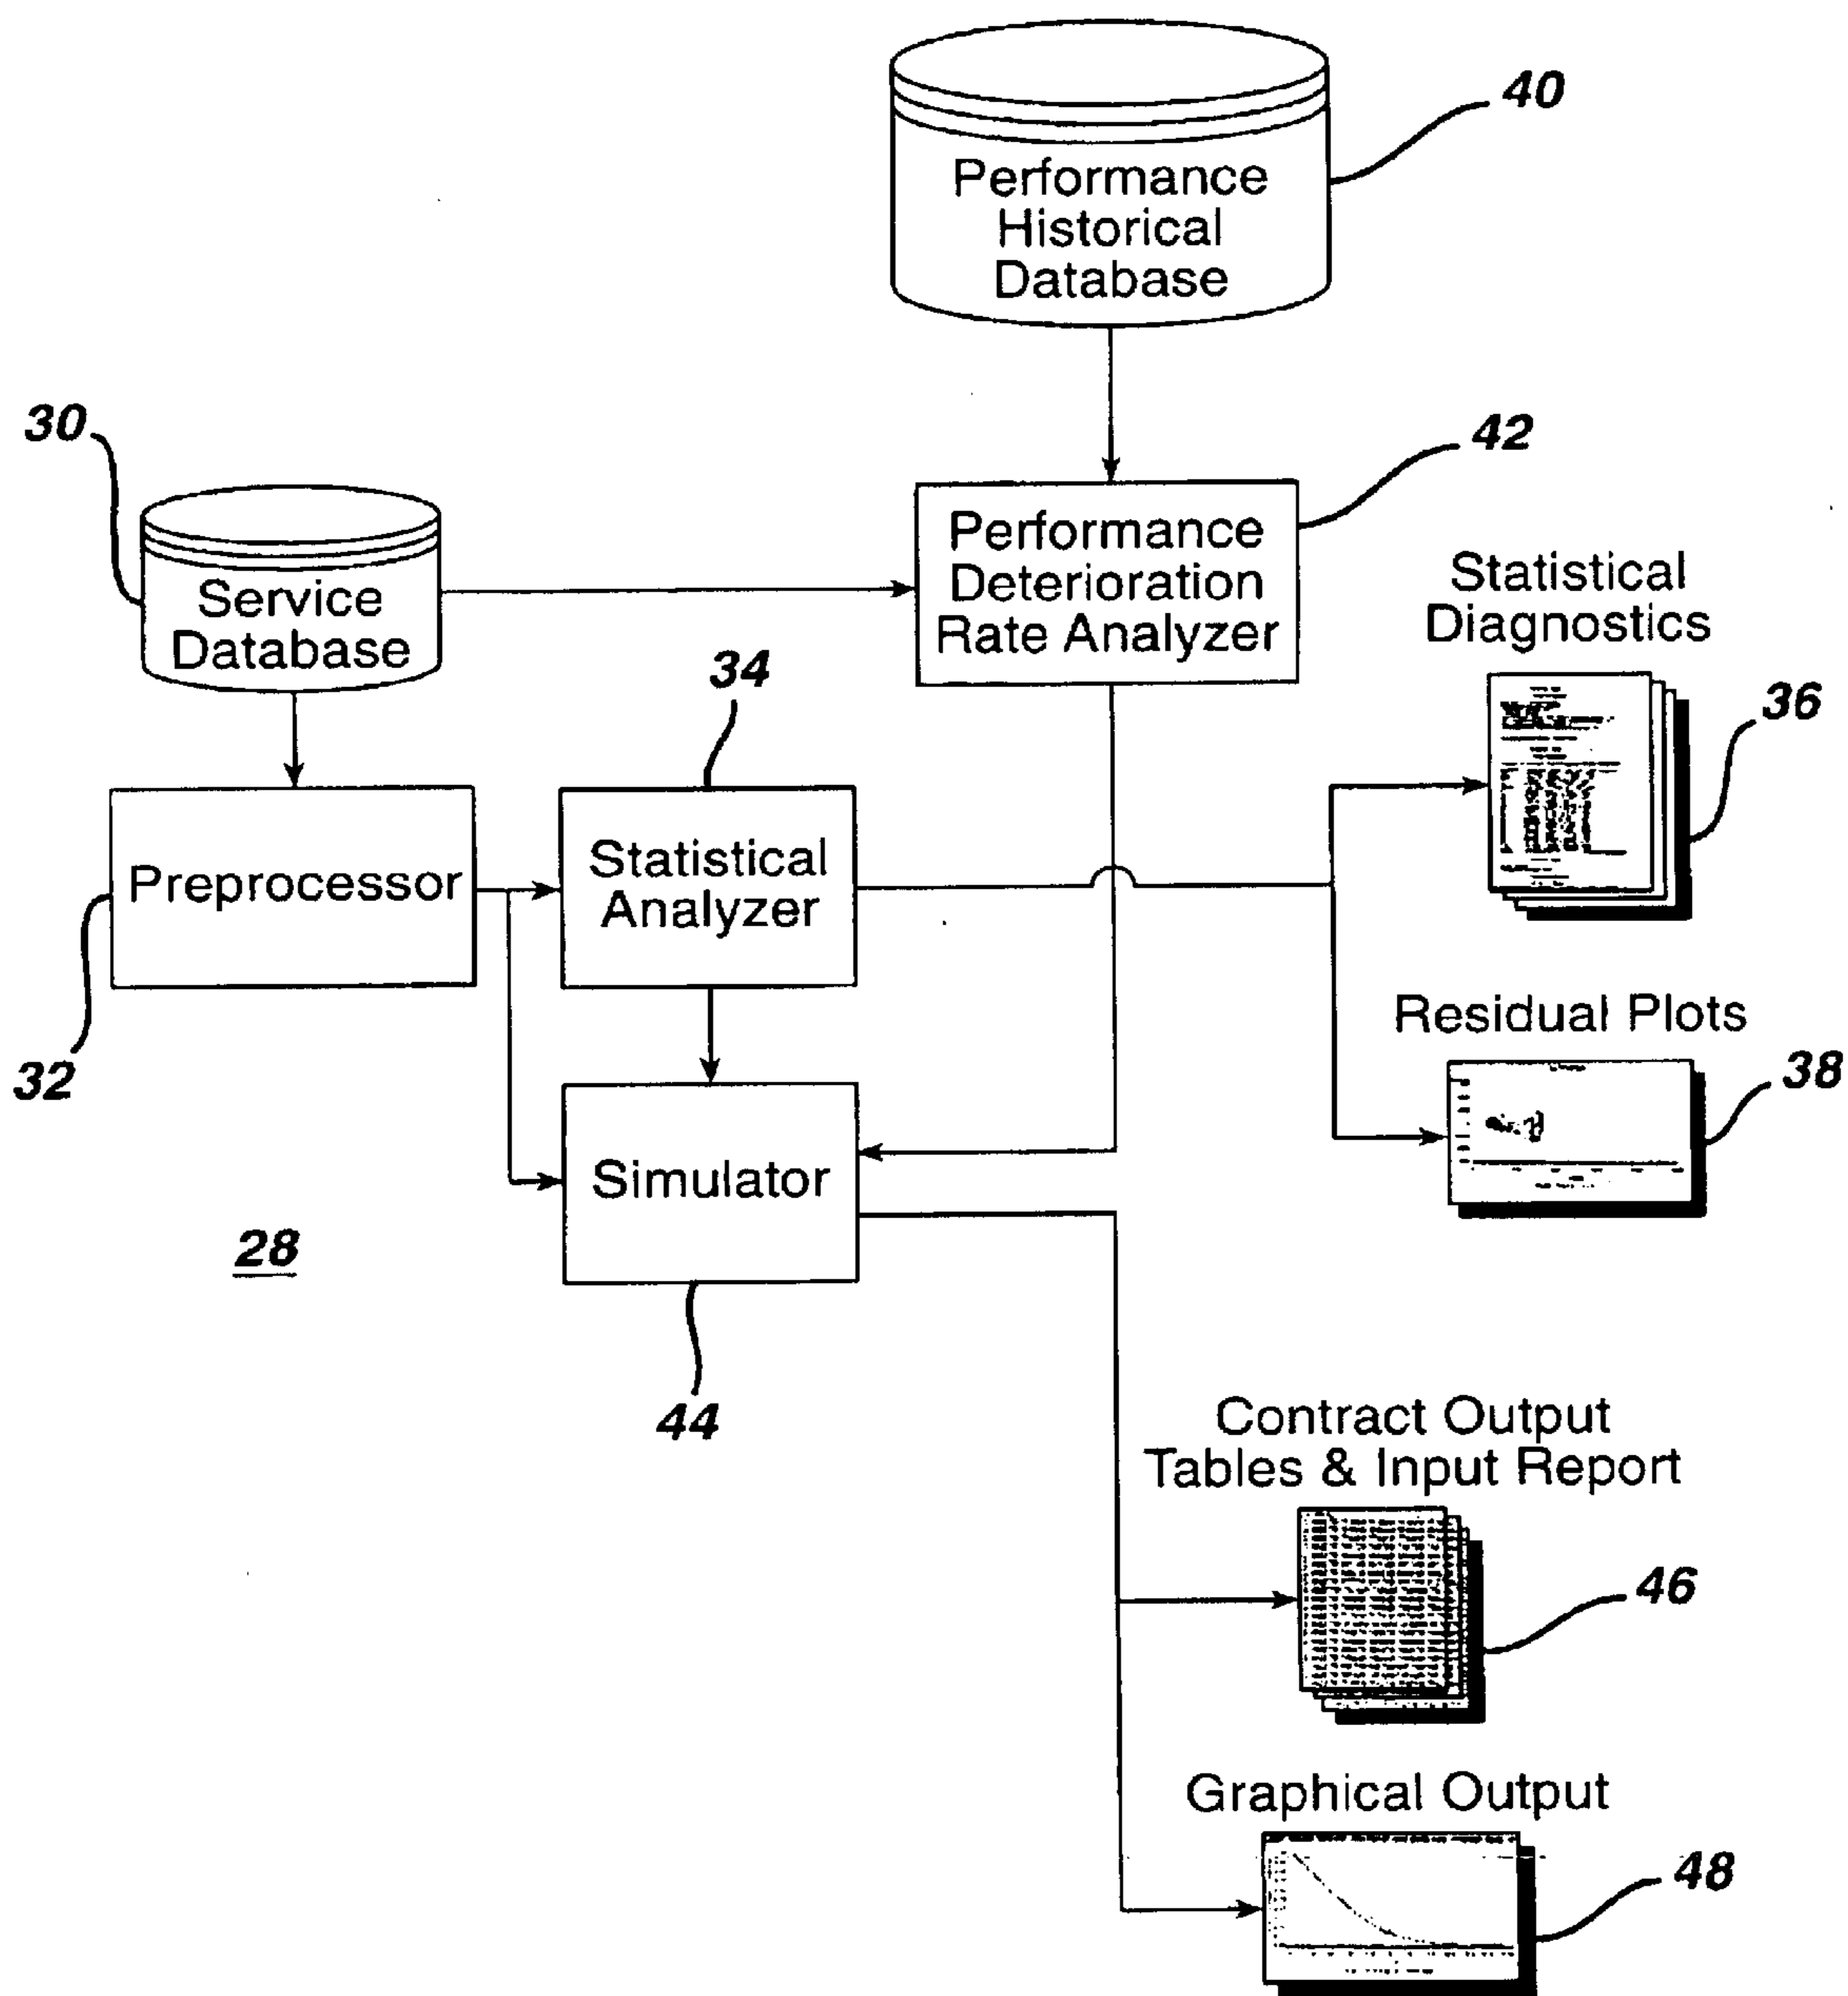 Performance
Historical
Database
40
30
Service
Database
42
Performance
Deterioration
Rate Analyzer
Statistical
Diagnostics
36
34
Preprocessor
32
Statistical
Analyzer
Residual Plots
38
Simulator
28
44
Contract Output
Tables & Input Report
46
Graphical Output
48